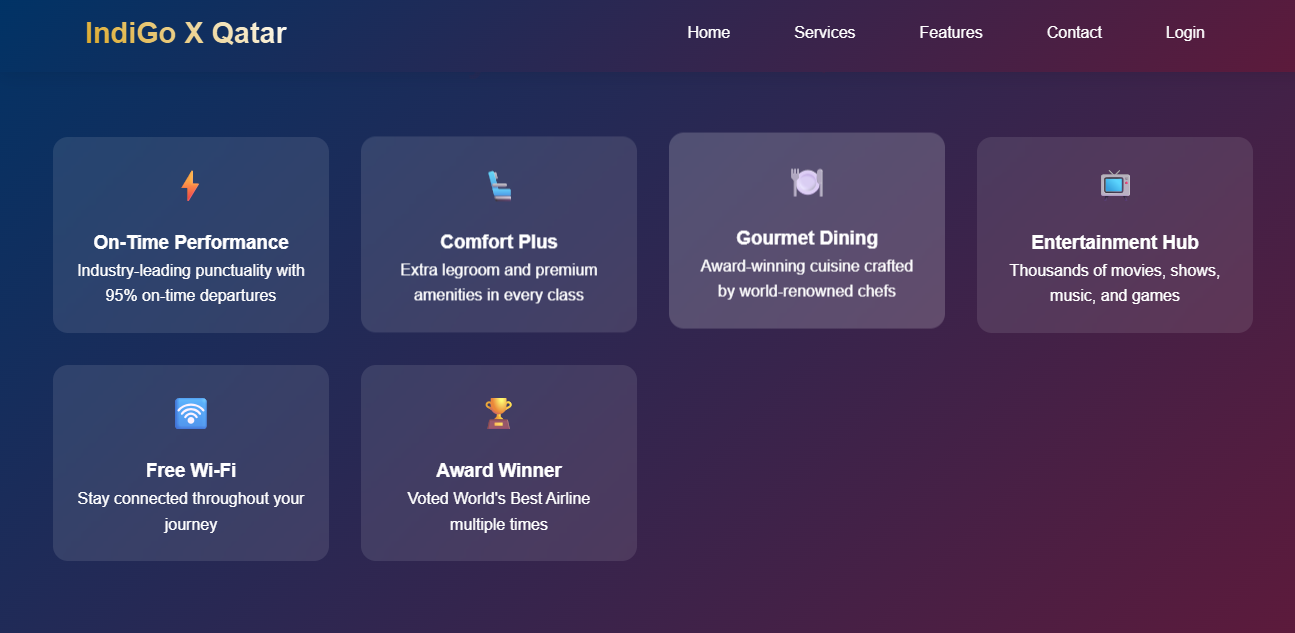 IndiGo X Qatar
Home
Services
Features
Contact
Login
On-Time Performance
Industry-leading punctuality with
95% on-time departures
Comfort Plus
Extra legroom and premium
amenities in every class
Gourmet Dining
Award-winning cuisine crafted
by world-renowned chefs
Entertainment Hub
Thousands of movies, shows,
music, and games
Free Wi-Fi
Stay connected throughout your
journey
Award Winner
Voted World's Best Airline
multiple times